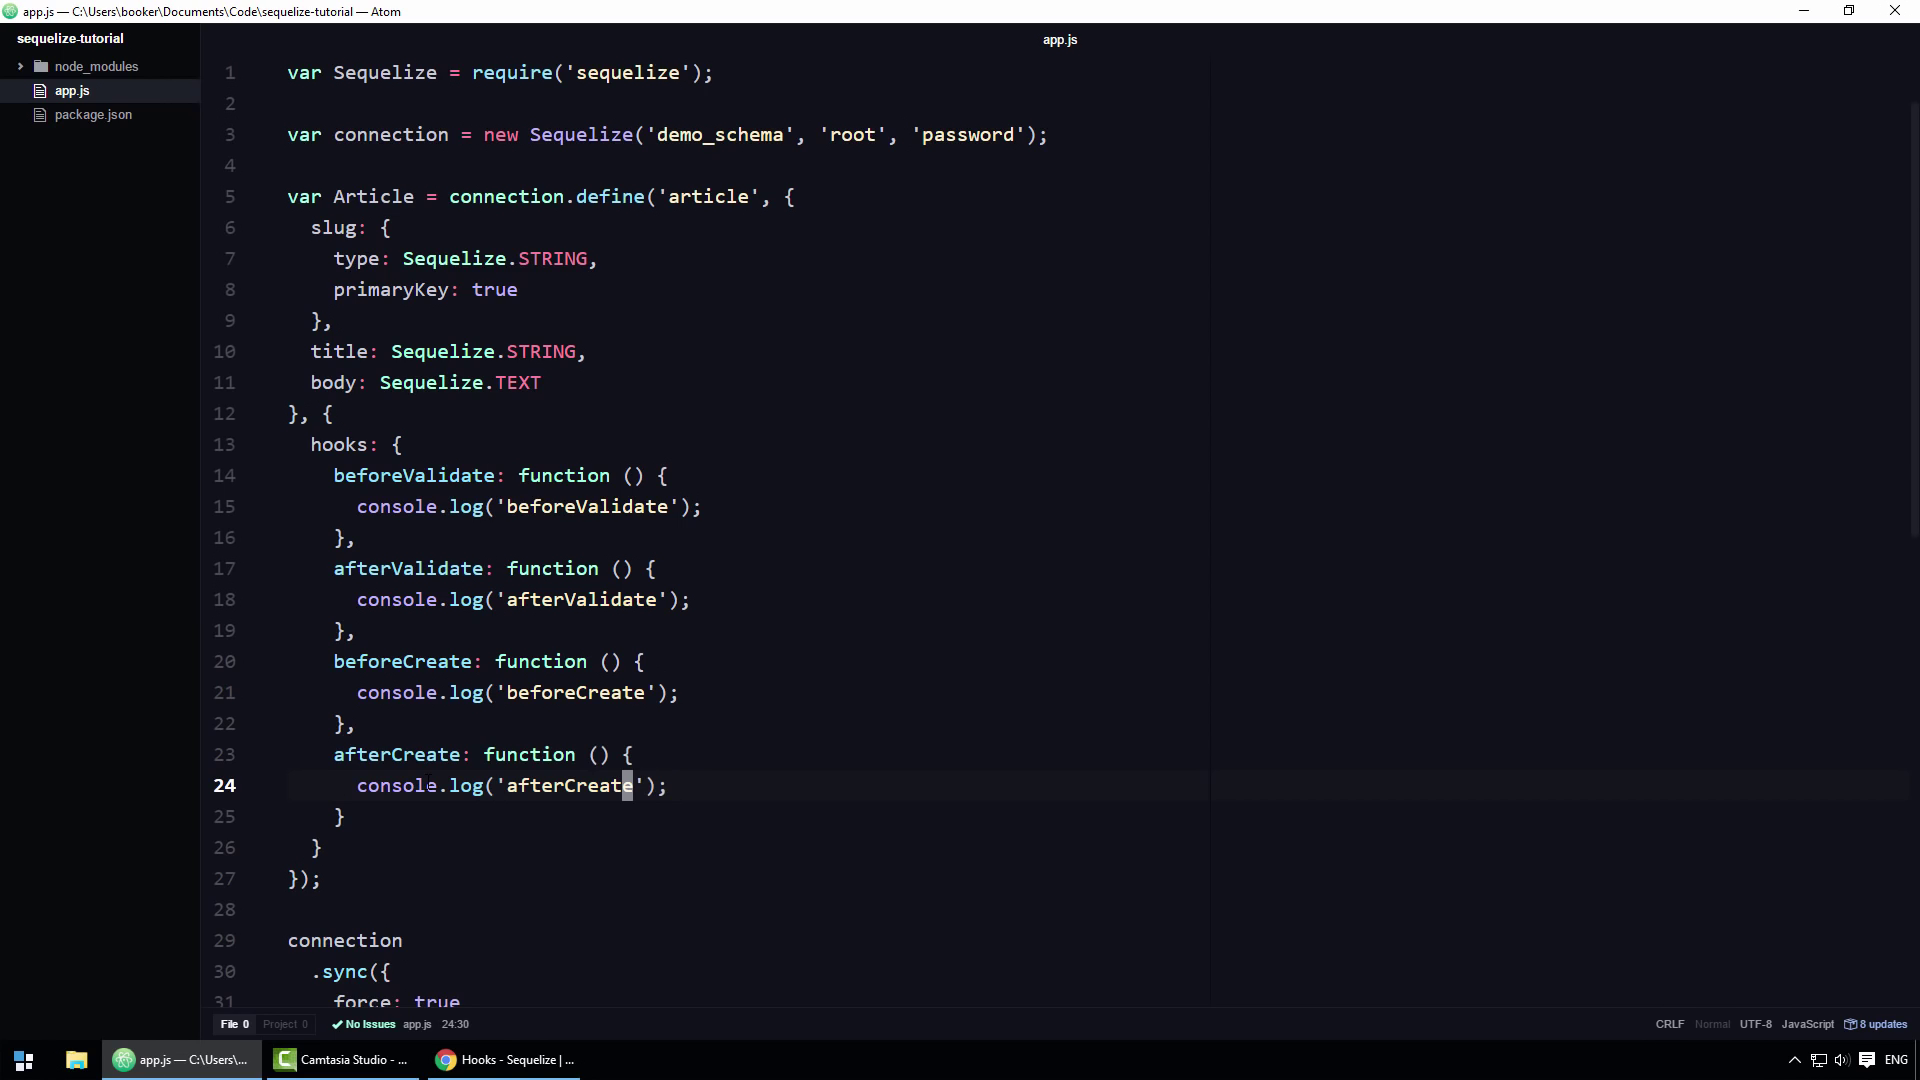 app.js — C:\Users\booker\Documents\Code\sequelize-tutorial — Atom
sequelize-tutorial
node_modules
app.js
package.json
app.js
1 var Sequelize = require('sequelize');
2
3 var connection = new Sequelize('demo_schema', 'root', 'password');
4
5 var Article = connection.define('article', {
6 slug: {
7 type: Sequelize.STRING,
8 primaryKey: true
9 },
10 title: Sequelize.STRING,
11 body: Sequelize.TEXT
12 }, {
13 hooks: {
14 beforeValidate: function () {
15 console.log('beforeValidate');
16 },
17 afterValidate: function () {
18 console.log('afterValidate');
19 },
20 beforeCreate: function () {
21 console.log('beforeCreate');
22 },
23 afterCreate: function () {
24 console.log('afterCreate');
25 }
26 }
27 });
28
29 connection
30 .sync({
31 force: true
File 0 Project 0 No Issues app.js 24:30 CRLF Normal UTF-8 JavaScript 8 updates
app.js — C:\Users\... Camtasia Studio - ... Hooks - Sequelize | ... ENG